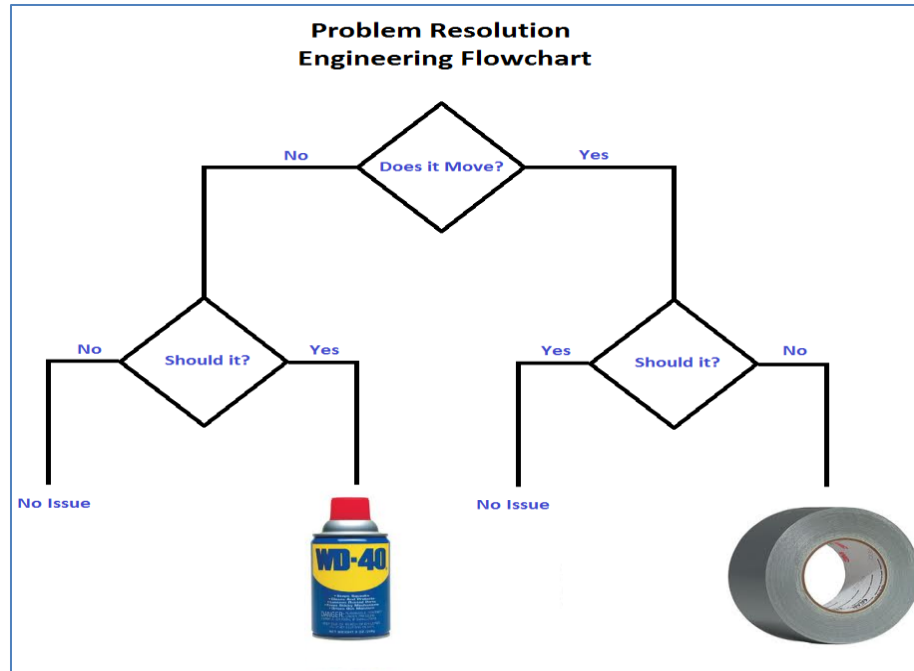 Problem Resolution
Engineering Flowchart
No
Does it Move?
Yes
No
Should it?
Yes
Yes
Should it?
No
No Issue
No Issue
WD-40
DANGER